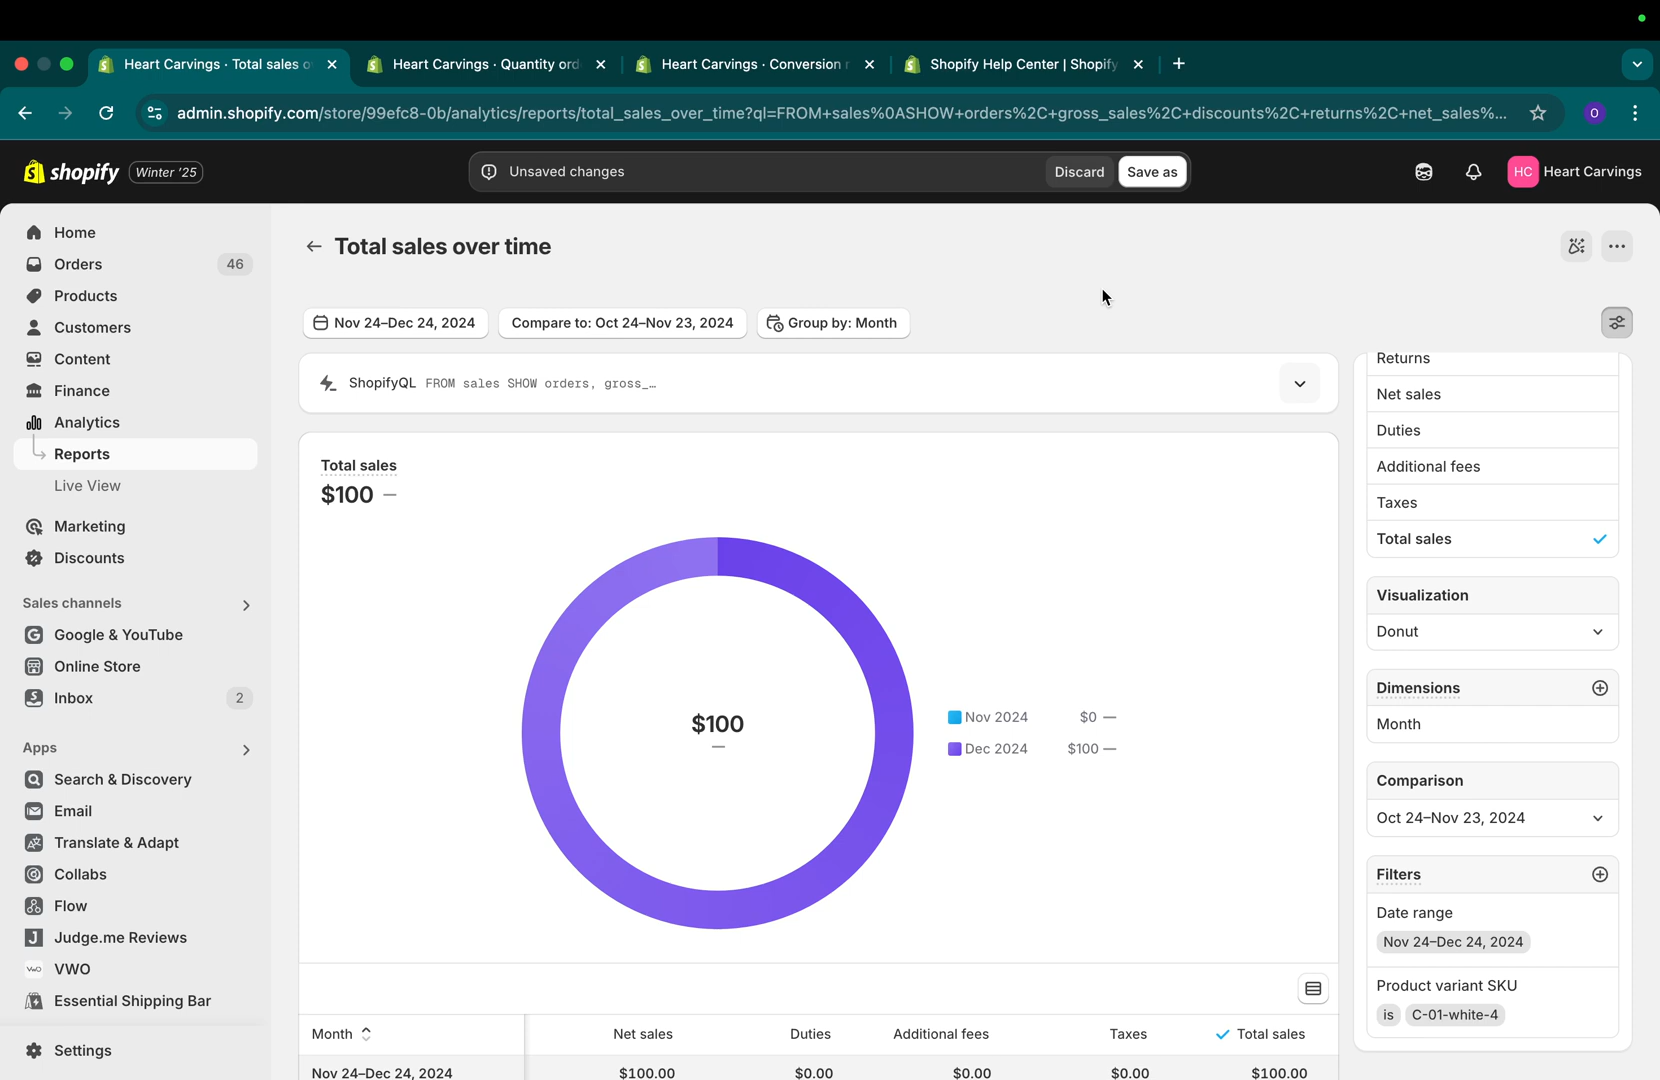 Heart Carvings · Total sales o
Heart Carvings · Quantity ord
Heart Carvings · Conversion r
Shopify Help Center | Shopify
admin.shopify.com/store/99efc8-0b/analytics/reports/total_sales_over_time?ql=FROM+sales%0ASHOW+orders%2C+gross_sales%2C+discounts%2C+returns%2C+net_sales%...
O
shopify
Winter '25
Unsaved changes
Discard
Save as
HC
Heart Carvings
Home
Orders
46
Products
Customers
Content
Finance
Analytics
Reports
Live View
Marketing
Discounts
Sales channels
Google & YouTube
Online Store
Inbox
2
Apps
Search & Discovery
Email
Translate & Adapt
Collabs
Flow
J
Judge.me Reviews
VWO
VWO
Essential Shipping Bar
Settings
Total sales over time
Nov 24–Dec 24, 2024
Compare to: Oct 24–Nov 23, 2024
Group by: Month
ShopifyQL FROM sales SHOW orders, gross_…
Total sales
$100 —
$100
—
Nov 2024 $0 —
Dec 2024 $100 —
Month Net sales Duties Additional fees Taxes Total sales
Nov 24–Dec 24, 2024 $100.00 $0.00 $0.00 $0.00 $100.00
Returns
Net sales
Duties
Additional fees
Taxes
Total sales
Visualization
Donut
Dimensions
Month
Comparison
Oct 24–Nov 23, 2024
Filters
Date range
Nov 24–Dec 24, 2024
Product variant SKU
is C-01-white-4